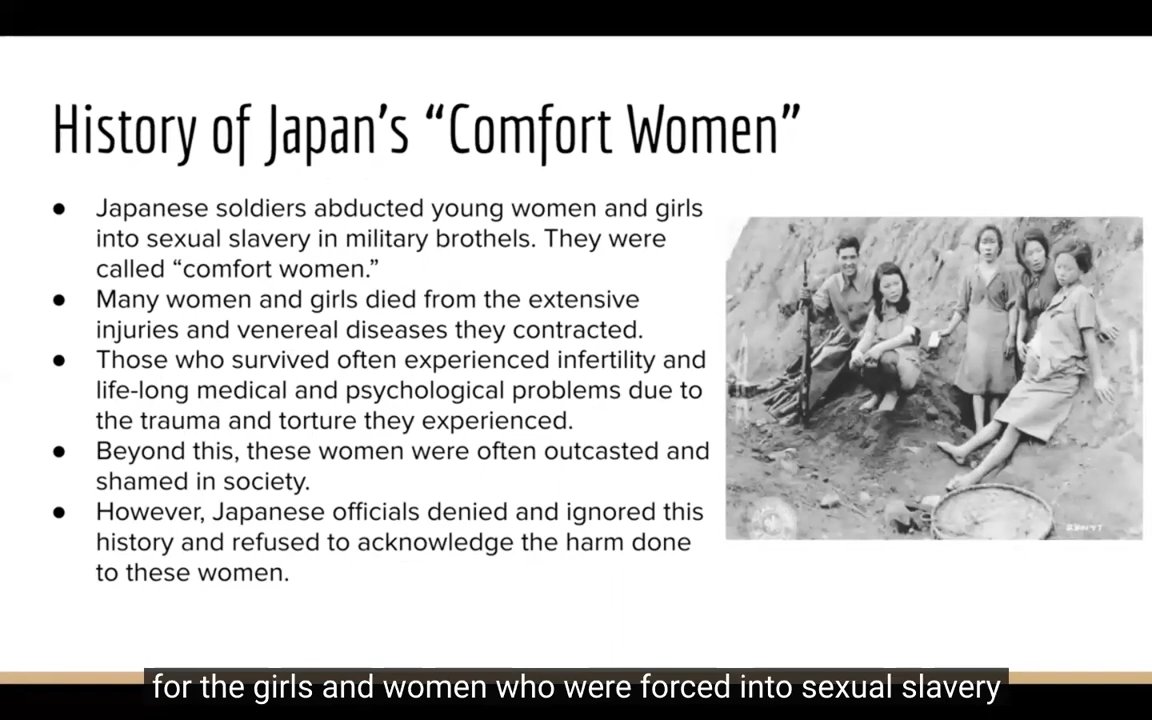 History of Japan's “Comfort Women”
● Japanese soldiers abducted young women and girls
into sexual slavery in military brothels. They were
called “comfort women.”
● Many women and girls died from the extensive
injuries and venereal diseases they contracted.
● Those who survived often experienced infertility and
life-long medical and psychological problems due to
the trauma and torture they experienced.
● Beyond this, these women were often outcasted and
shamed in society.
● However, Japanese officials denied and ignored this
history and refused to acknowledge the harm done
to these women.
for the girls and women who were forced into sexual slavery